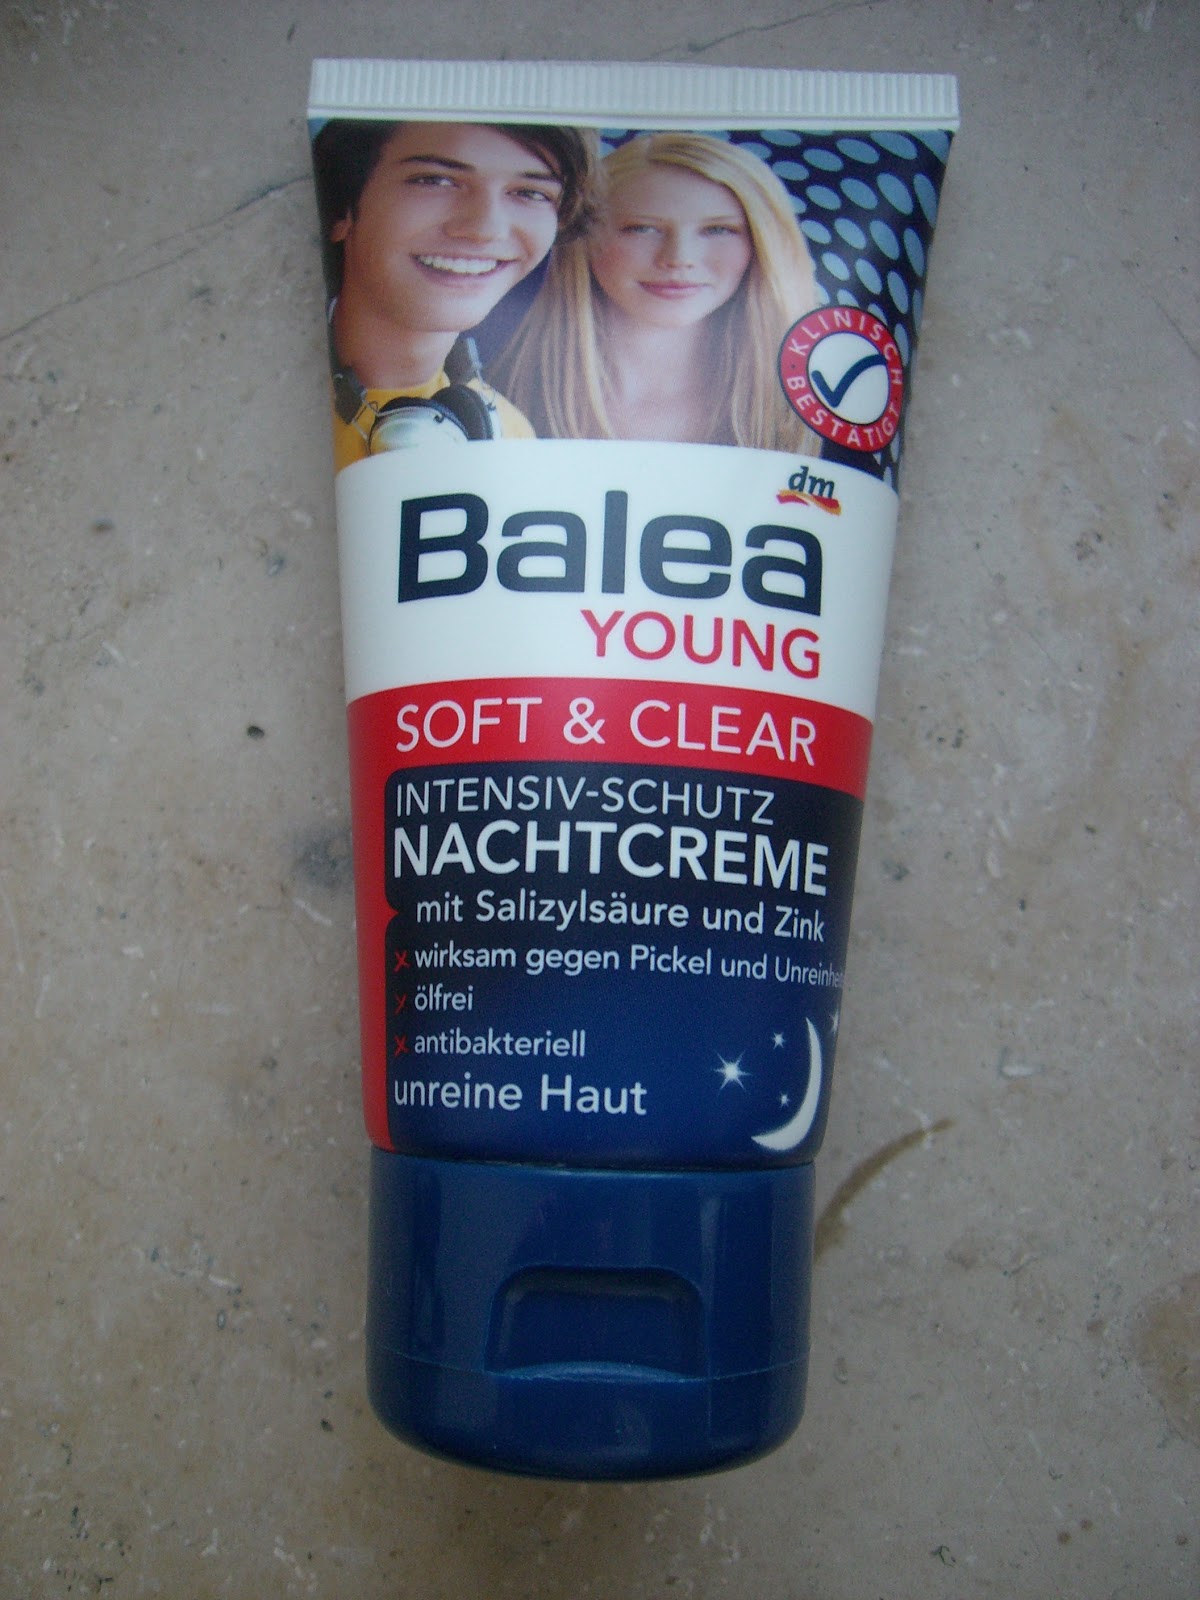 KLINISCH
BESTÄTIGT
dm
Balea
YOUNG
SOFT & CLEAR
INTENSIV-SCHUTZ
NACHTCREME
mit Salizylsäure und Zink
x wirksam gegen Pickel und
x ölfrei
x antibakteriell
unreine Haut